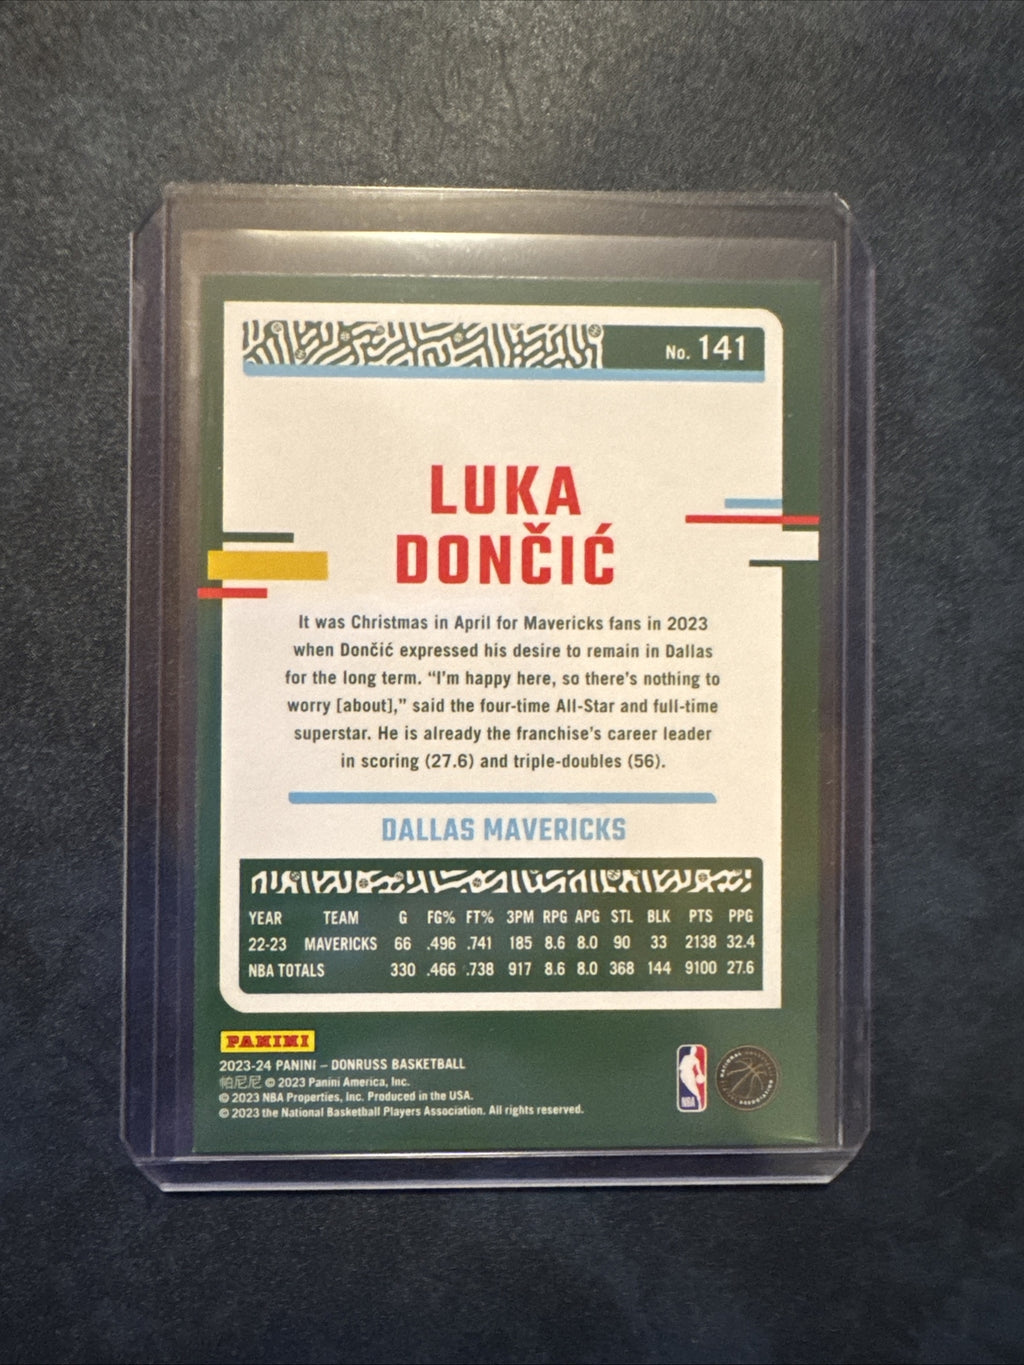 No. 141
LUKA
DONČIĆ
It was Christmas in April for Mavericks fans in 2023
when Dončić expressed his desire to remain in Dallas
for the long term. “I'm happy here, so there's nothing to
worry [about],” said the four-time All-Star and full-time
superstar. He is already the franchise's career leader
in scoring (27.6) and triple-doubles (56).
DALLAS MAVERICKS
YEAR TEAM G FG% FT% 3PM RPG APG STL BLK PTS PPG
22-23 MAVERICKS 66 .496 .741 185 8.6 8.0 90 33 2138 32.4
NBA TOTALS 330 .466 .738 917 8.6 8.0 368 144 9100 27.6
PANINI
2023-24 PANINI – DONRUSS BASKETBALL
帕尼尼 © 2023 Panini America, Inc.
© 2023 NBA Properties, Inc. Produced in the USA.
© 2023 the National Basketball Players Association. All rights reserved.
NBA